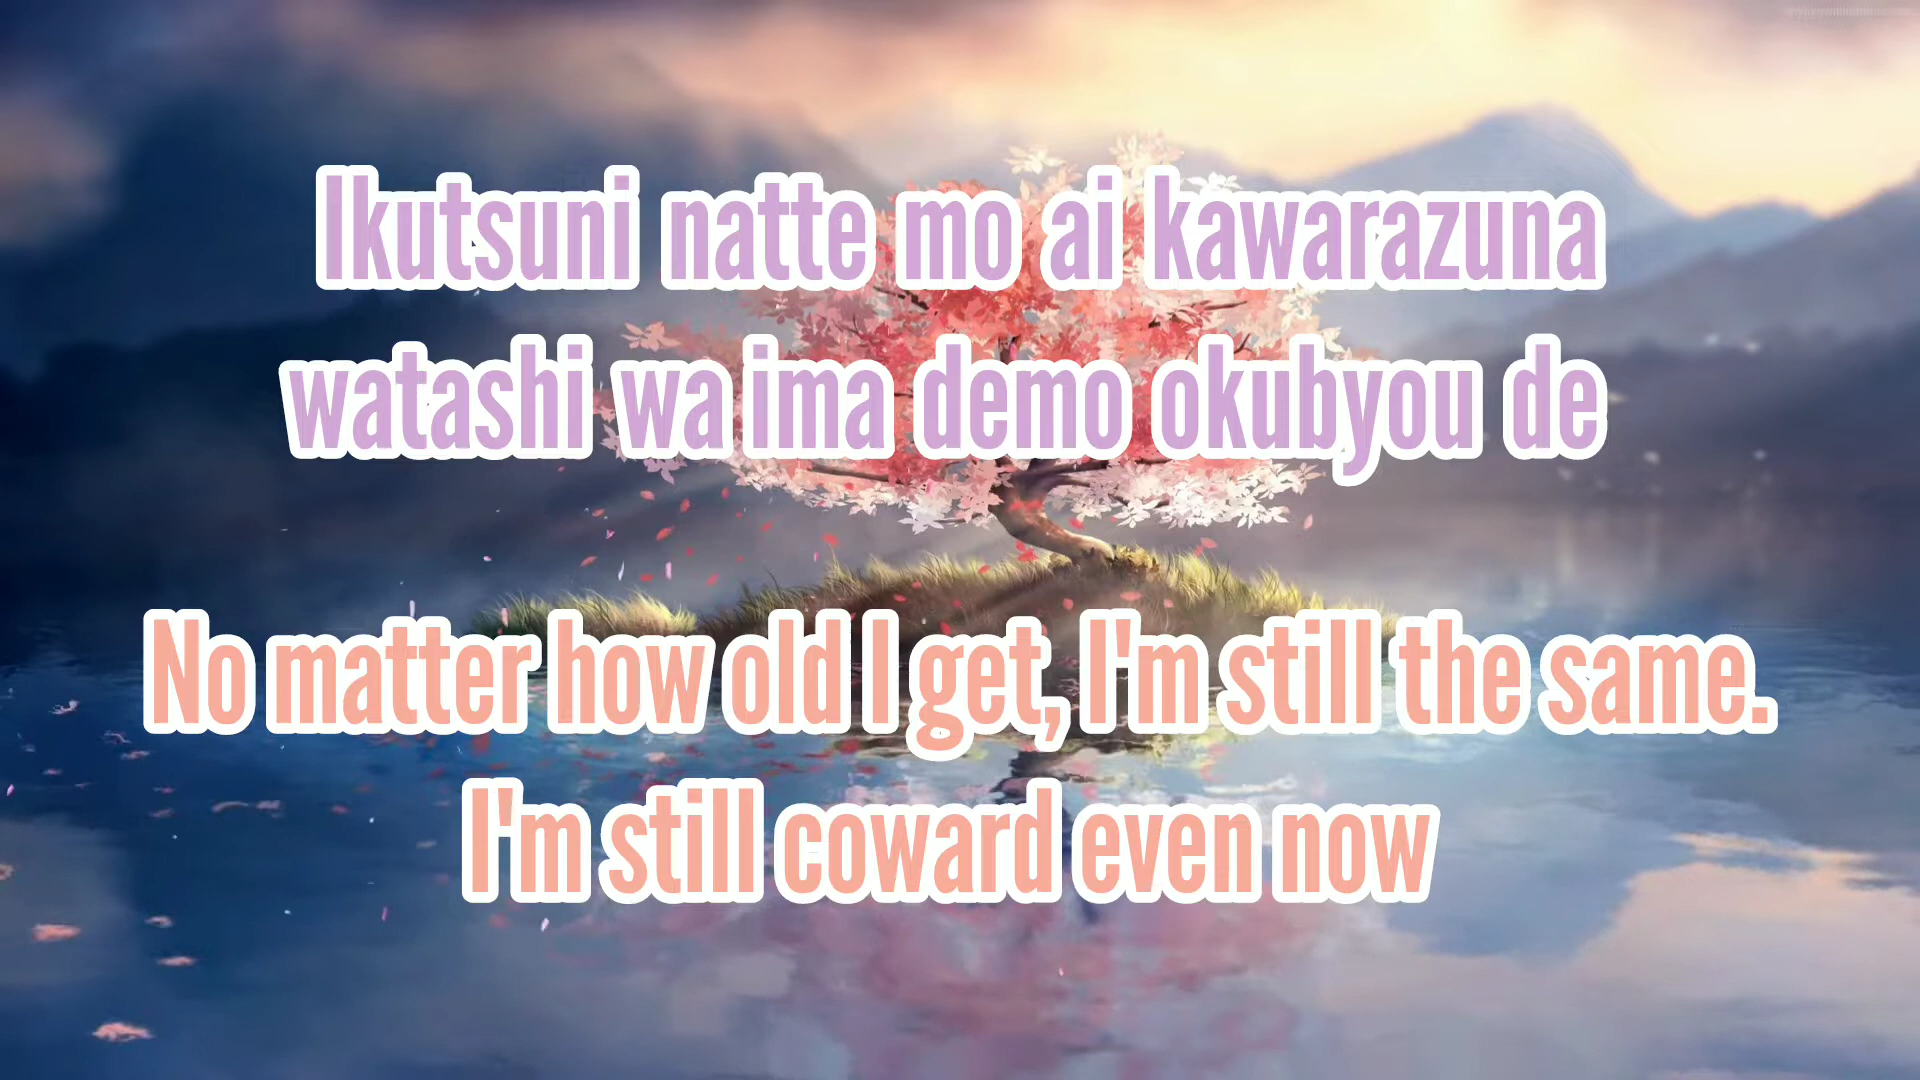 Ikutsuni natte mo ai kawarazuna
watashi wa ima demo okubyou de
No matter how old I get, I'm still the same.
I'm still coward even now